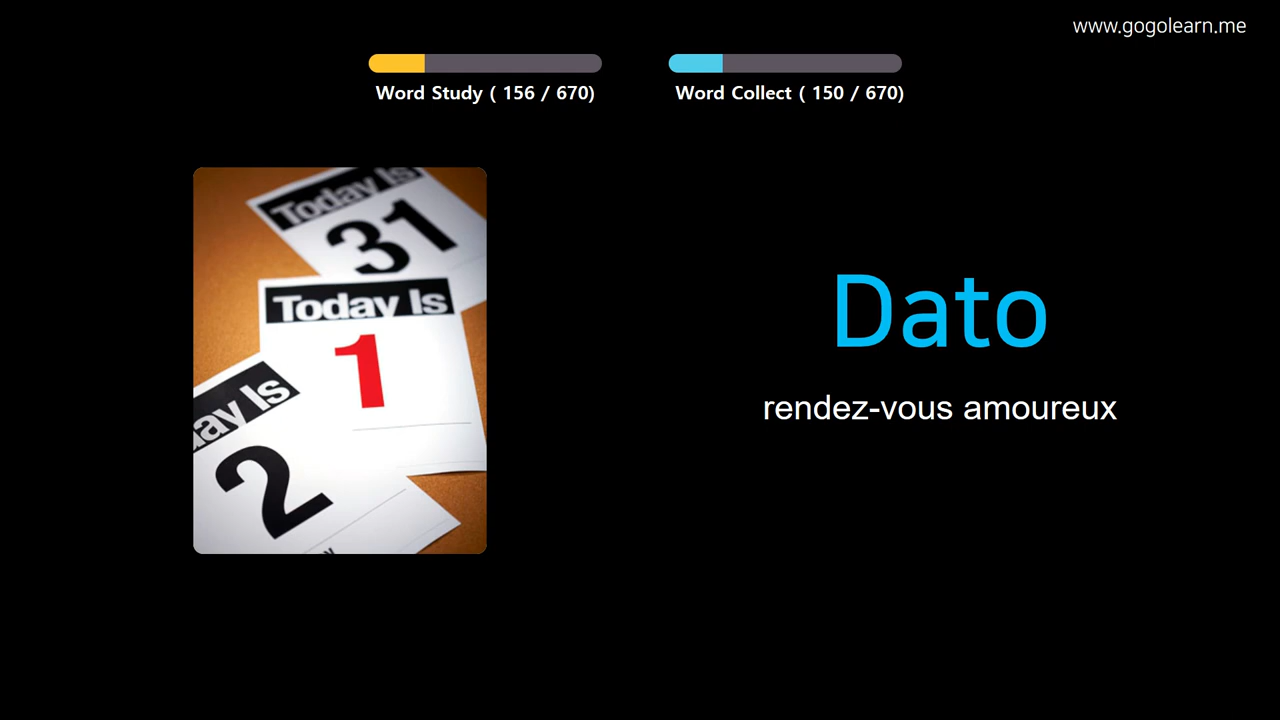 www.gogolearn.me
Word Study ( 156 / 670)
Word Collect ( 150 / 670)
Today Is
31
Today Is
1
ay Is
2
Dato
rendez-vous amoureux